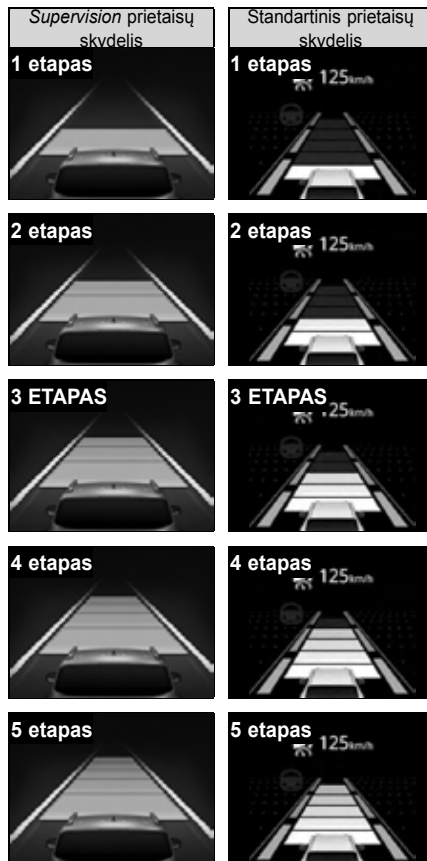 Supervision prietaisų
skydelis
Standartinis prietaisų
skydelis
1 etapas
1 etapas
125km/h
2 etapas
2 etapas
125km/h
3 ETAPAS
3 ETAPAS
125km/h
4 etapas
4 etapas
125km/h
5 etapas
5 etapas
125km/h